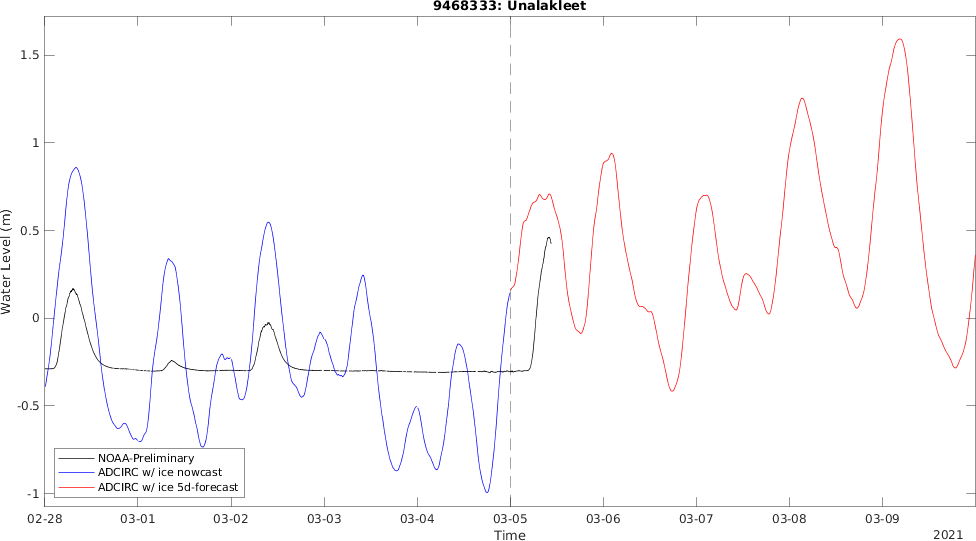 9468333: Unalakleet
Water Level (m)
1.5
1
0.5
0
-0.5
-1
NOAA-Preliminary
ADCIRC w/ ice nowcast
ADCIRC w/ ice 5d-forecast
02-28 03-01 03-02 03-03 03-04 03-05 03-06 03-07 03-08 03-09
Time
2021